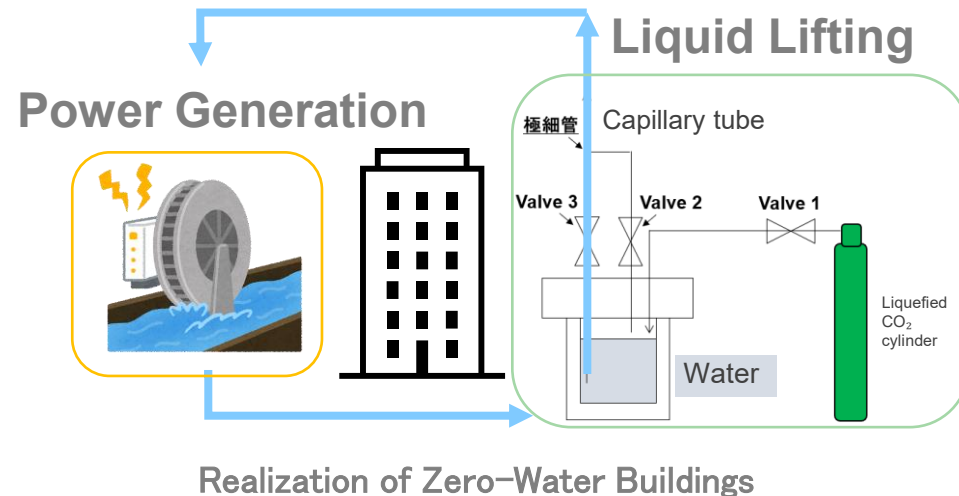 Liquid Lifting
Power Generation
極細管 Capillary tube
Valve 3
Valve 2
Valve 1
Liquefied
CO₂
cylinder
Water
Realization of Zero-Water Buildings